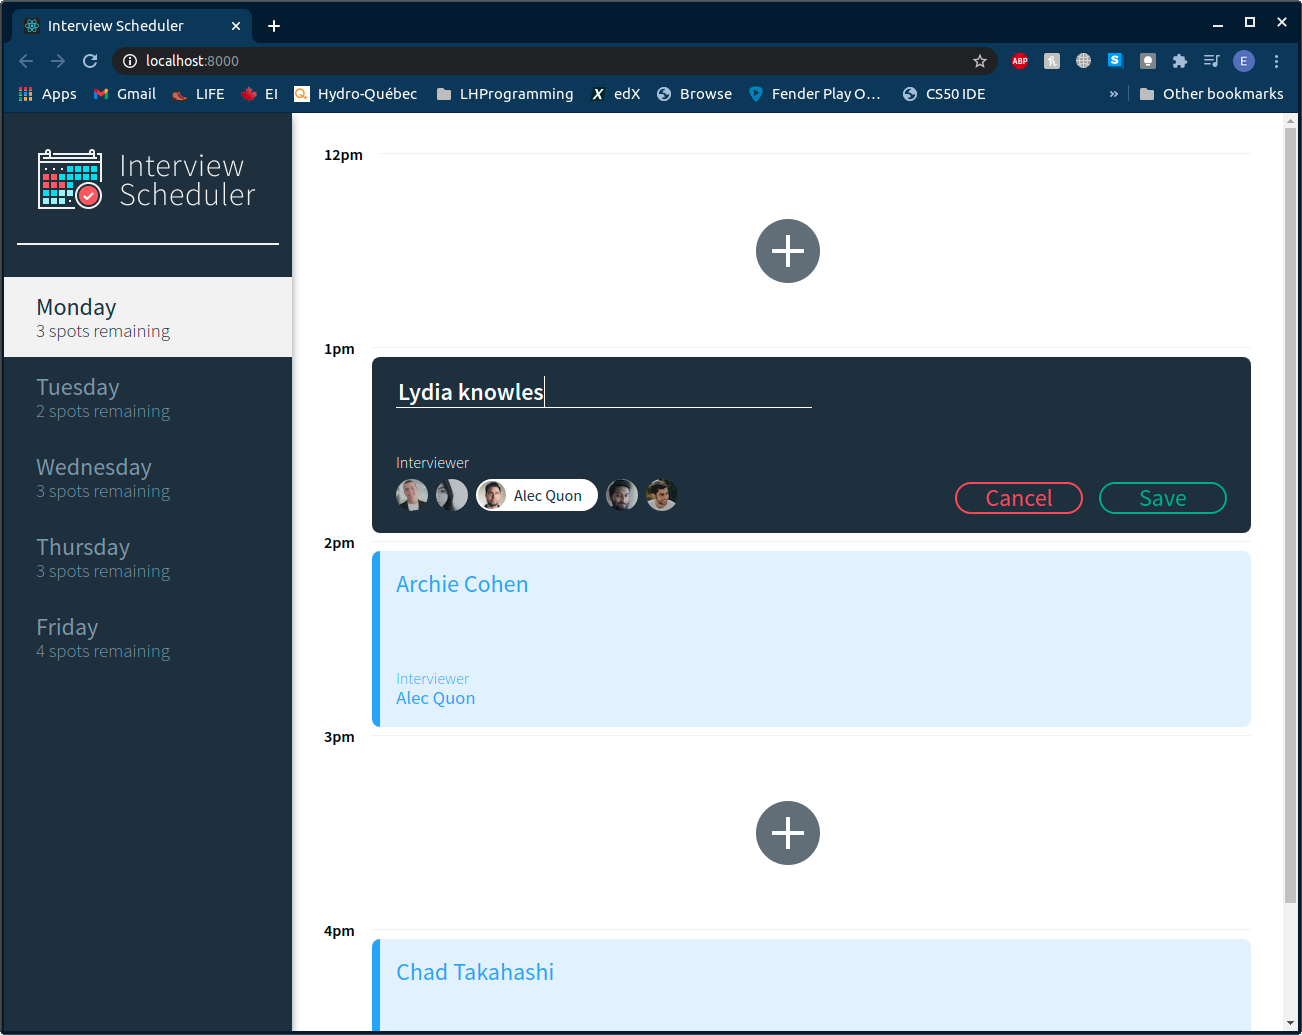 Interview Scheduler
localhost:8000
ABP
S
E
Apps
Gmail
LIFE
EI
Hydro-Québec
LHProgramming
X
edX
Browse
Fender Play O…
CS50 IDE
»
Other bookmarks
Interview
Scheduler
Monday
3 spots remaining
Tuesday
2 spots remaining
Wednesday
3 spots remaining
Thursday
3 spots remaining
Friday
4 spots remaining
12pm
1pm
Lydia knowles
Interviewer
Alec Quon
Cancel
Save
2pm
Archie Cohen
Interviewer
Alec Quon
3pm
4pm
Chad Takahashi